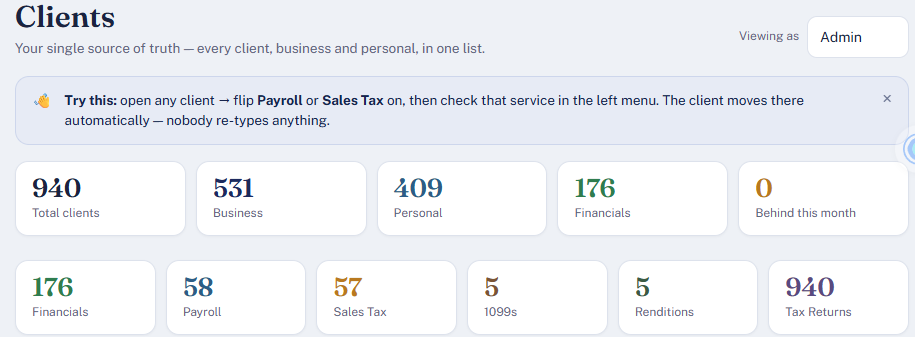 Clients
Your single source of truth — every client, business and personal, in one list.
Viewing as
Admin
Try this: open any client → flip Payroll or Sales Tax on, then check that service in the left menu. The client moves there
automatically — nobody re-types anything.
×
940
Total clients
531
Business
409
Personal
176
Financials
0
Behind this month
176
Financials
58
Payroll
57
Sales Tax
5
1099s
5
Renditions
940
Tax Returns